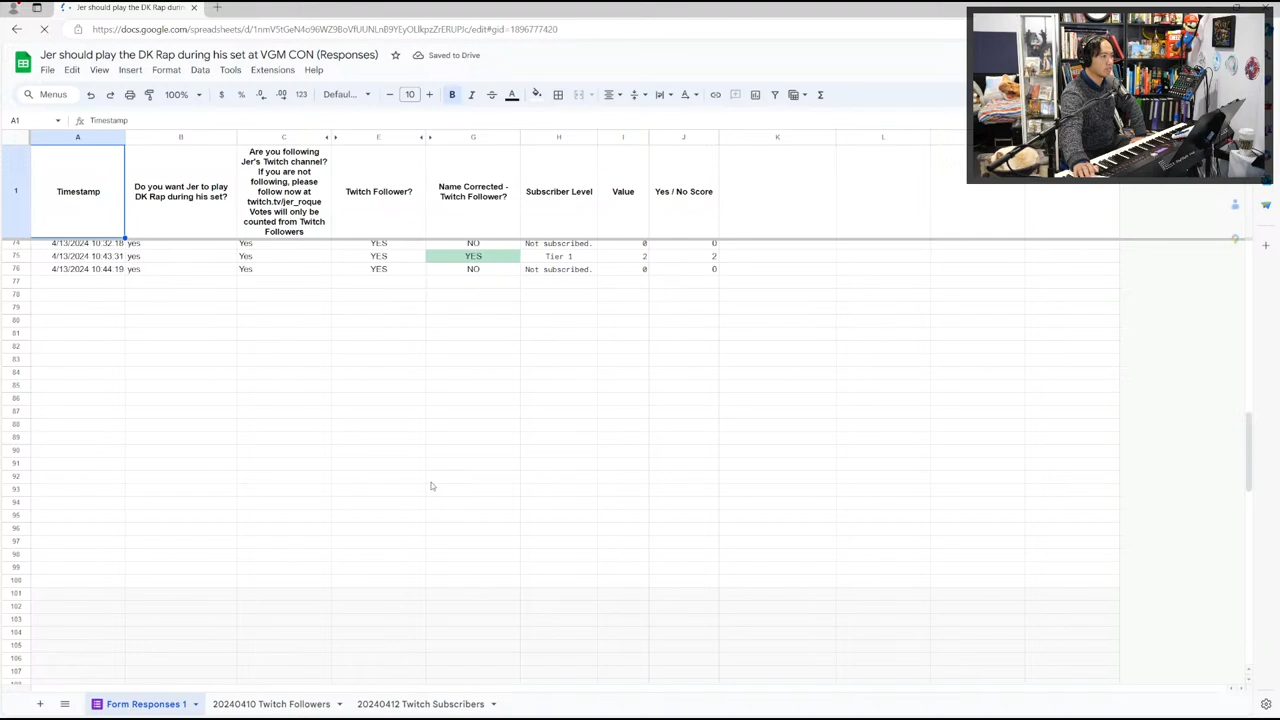 Jer should play the DK Rap during his set at VGM
https://docs.google.com/spreadsheets/d/1nmV5tGeN4o96WZ9BoVfUUNLnB9YEyOLlkpzZrERUPIc/edit#gid=1896777420
Jer should play the DK Rap during his set at VGM CON (Responses)
Saved to Drive
File Edit View Insert Format Data Tools Extensions Help
Menus 100% $ % .0 .00 123 Defaul... 10 B I A
A1 Timestamp
A B C E G H I J K L
1
Timestamp
Do you want Jer to play
DK Rap during his set?
Are you following
Jer's Twitch channel?
If you are not
following, please
follow now at
twitch.tv/jer_roque
Votes will only be
counted from Twitch
Followers
Twitch Follower?
Name Corrected -
Twitch Follower?
Subscriber Level
Value
Yes / No Score
74 4/13/2024 10:32:18 yes Yes YES NO Not subscribed. 0 0
75 4/13/2024 10:43:31 yes Yes YES YES Tier 1 2 2
76 4/13/2024 10:44:19 yes Yes YES NO Not subscribed. 0 0
77
78
79
80
81
82
83
84
85
86
87
88
89
90
91
92
93
94
95
96
97
98
99
100
101
102
103
104
105
106
107
Form Responses 1 20240410 Twitch Followers 20240412 Twitch Subscribers